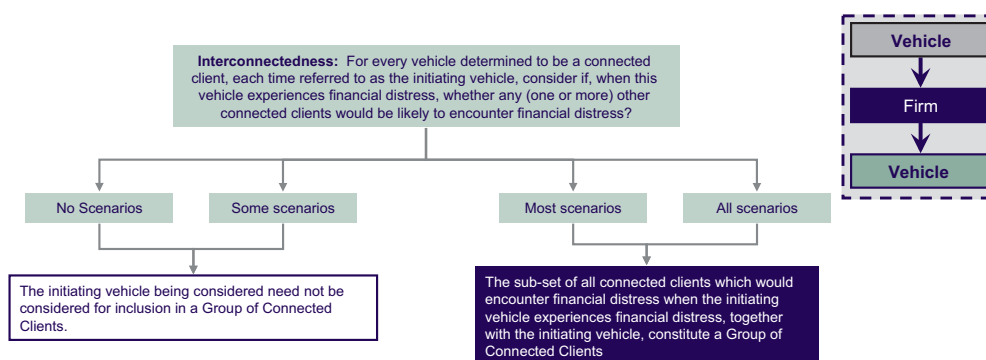 Interconnectedness: For every vehicle determined to be a connected
client, each time referred to as the initiating vehicle, consider if, when this
vehicle experiences financial distress, whether any (one or more) other
connected clients would be likely to encounter financial distress?
Vehicle
Firm
Vehicle
No Scenarios
Some scenarios
Most scenarios
All scenarios
The initiating vehicle being considered need not be
considered for inclusion in a Group of Connected
Clients.
The sub-set of all connected clients which would
encounter financial distress when the initiating
vehicle experiences financial distress, together
with the initiating vehicle, constitute a Group of
Connected Clients